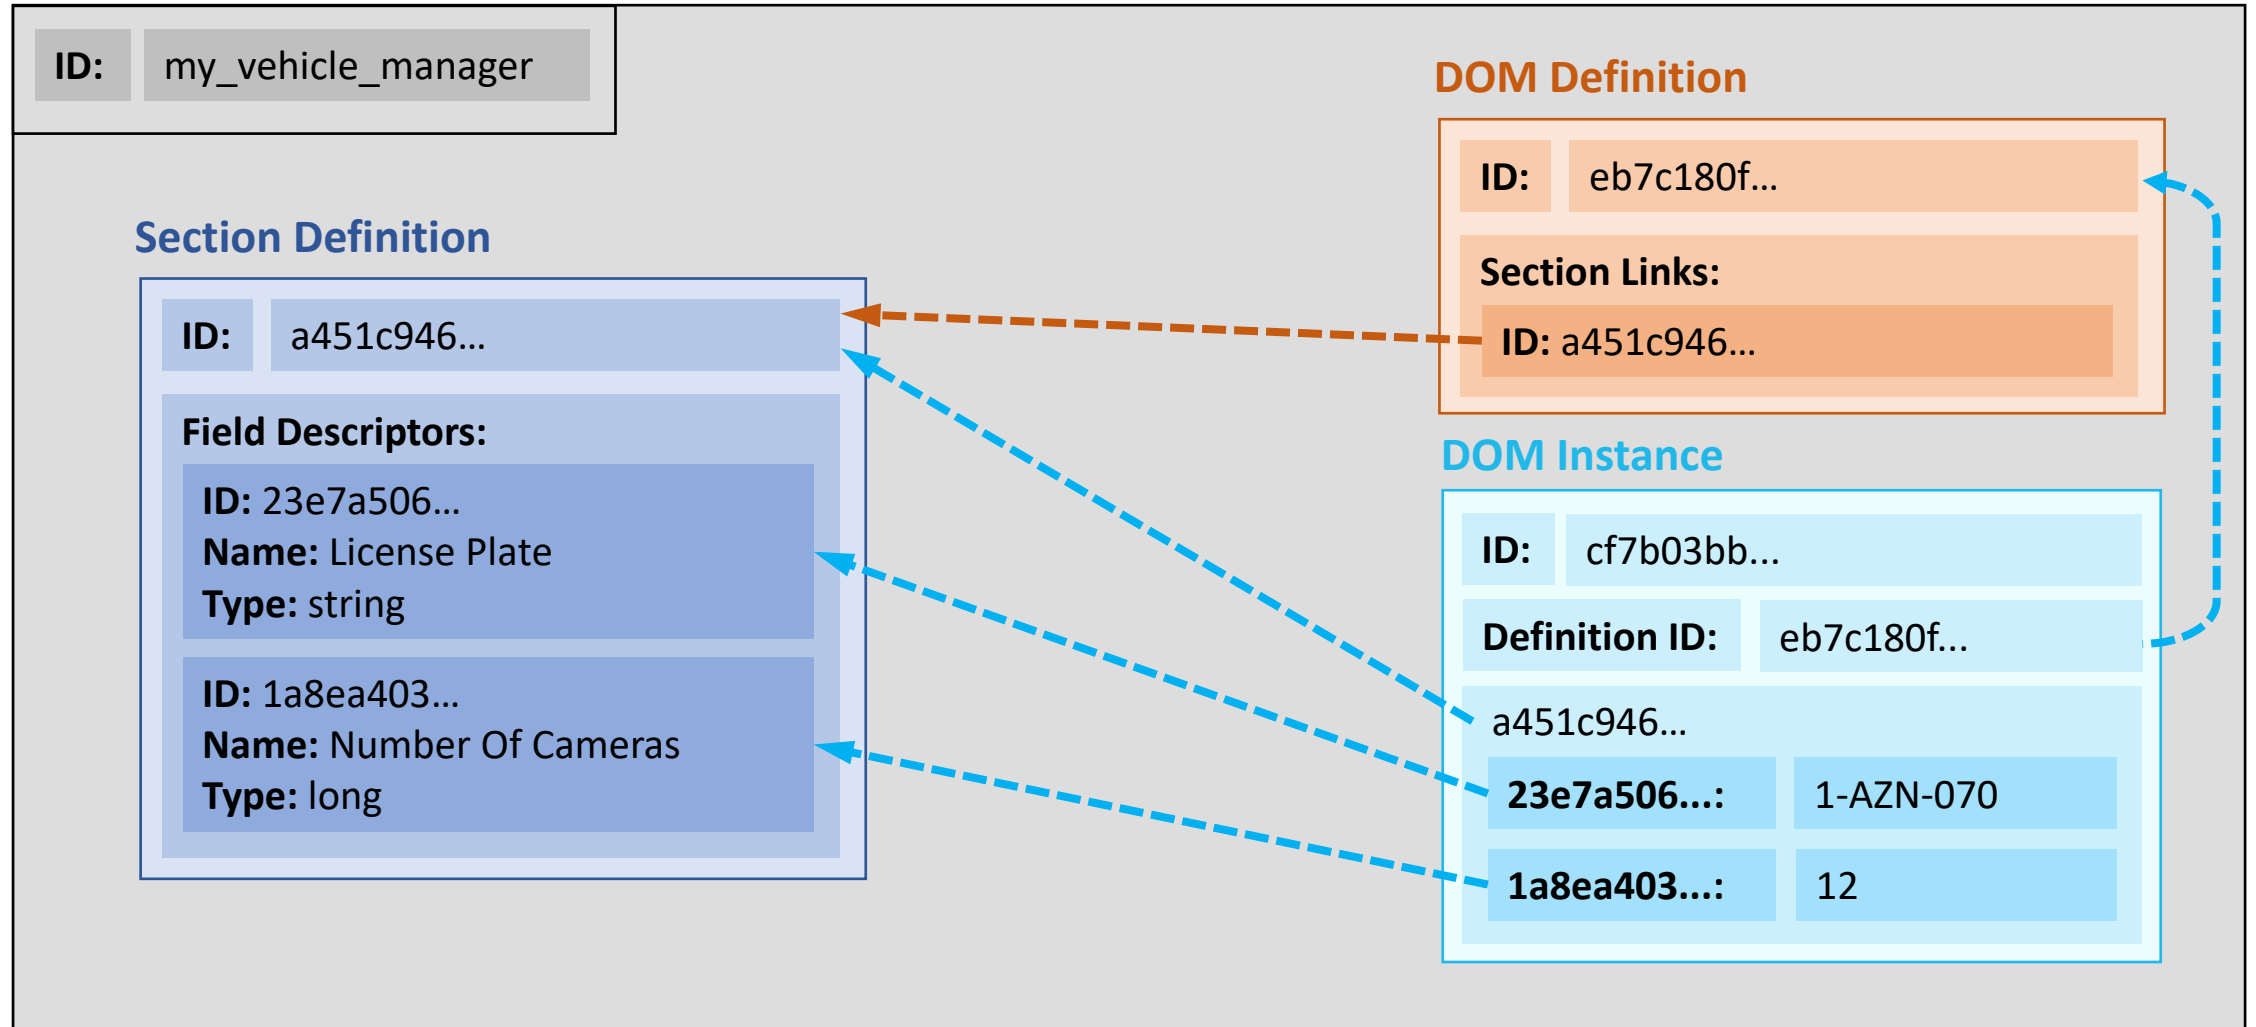 ID: my_vehicle_manager
Section Definition
ID: a451c946…
Field Descriptors:
ID: 23e7a506…
Name: License Plate
Type: string
ID: 1a8ea403…
Name: Number Of Cameras
Type: long
DOM Definition
ID: eb7c180f…
Section Links:
ID: a451c946…
DOM Instance
ID: cf7b03bb...
Definition ID: eb7c180f...
a451c946…
23e7a506...: 1-AZN-070
1a8ea403...: 12